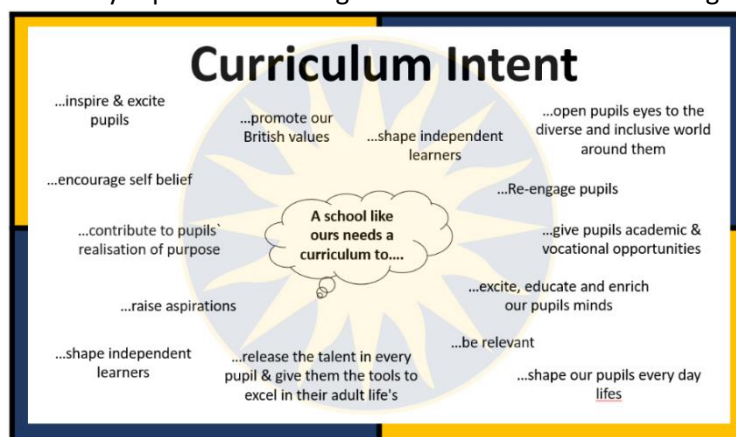 Curriculum Intent
...inspire & excite
pupils
...promote our
British values
...shape independent
learners
...open pupils eyes to the
diverse and inclusive world
around them
...encourage self belief
...Re-engage pupils
...contribute to pupils`
realisation of purpose
A school like
ours needs a
curriculum to....
...give pupils academic &
vocational opportunities
...raise aspirations
...excite, educate and enrich
our pupils minds
...shape independent
learners
...release the talent in every
pupil & give them the tools to
excel in their adult life's
...be relevant
...shape our pupils every day
lifes